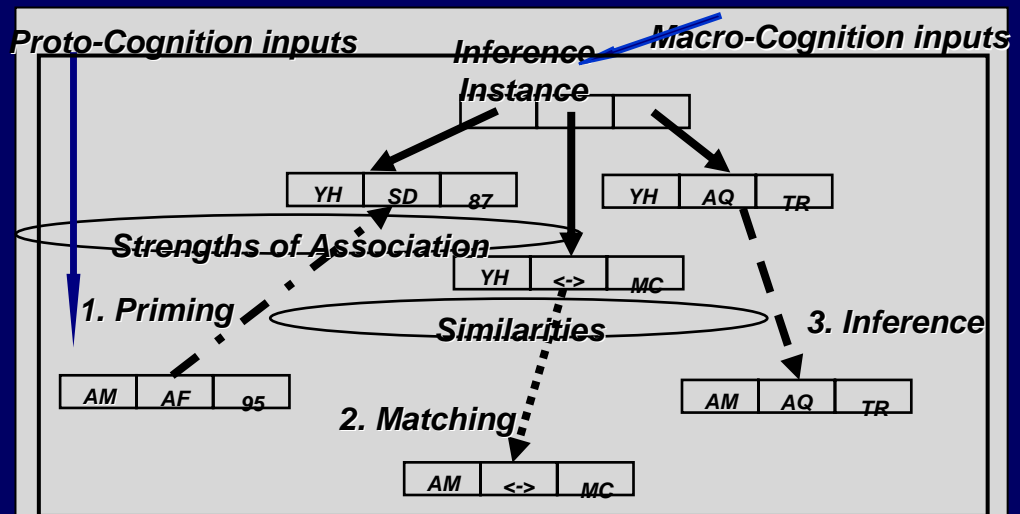 Proto-Cognition inputs
Macro-Cognition inputs
Inference
Instance
YH SD 87
YH AQ TR
Strengths of Association
YH <-> MC
1. Priming
Similarities
3. Inference
AM AF 95
AM AQ TR
2. Matching
AM <-> MC